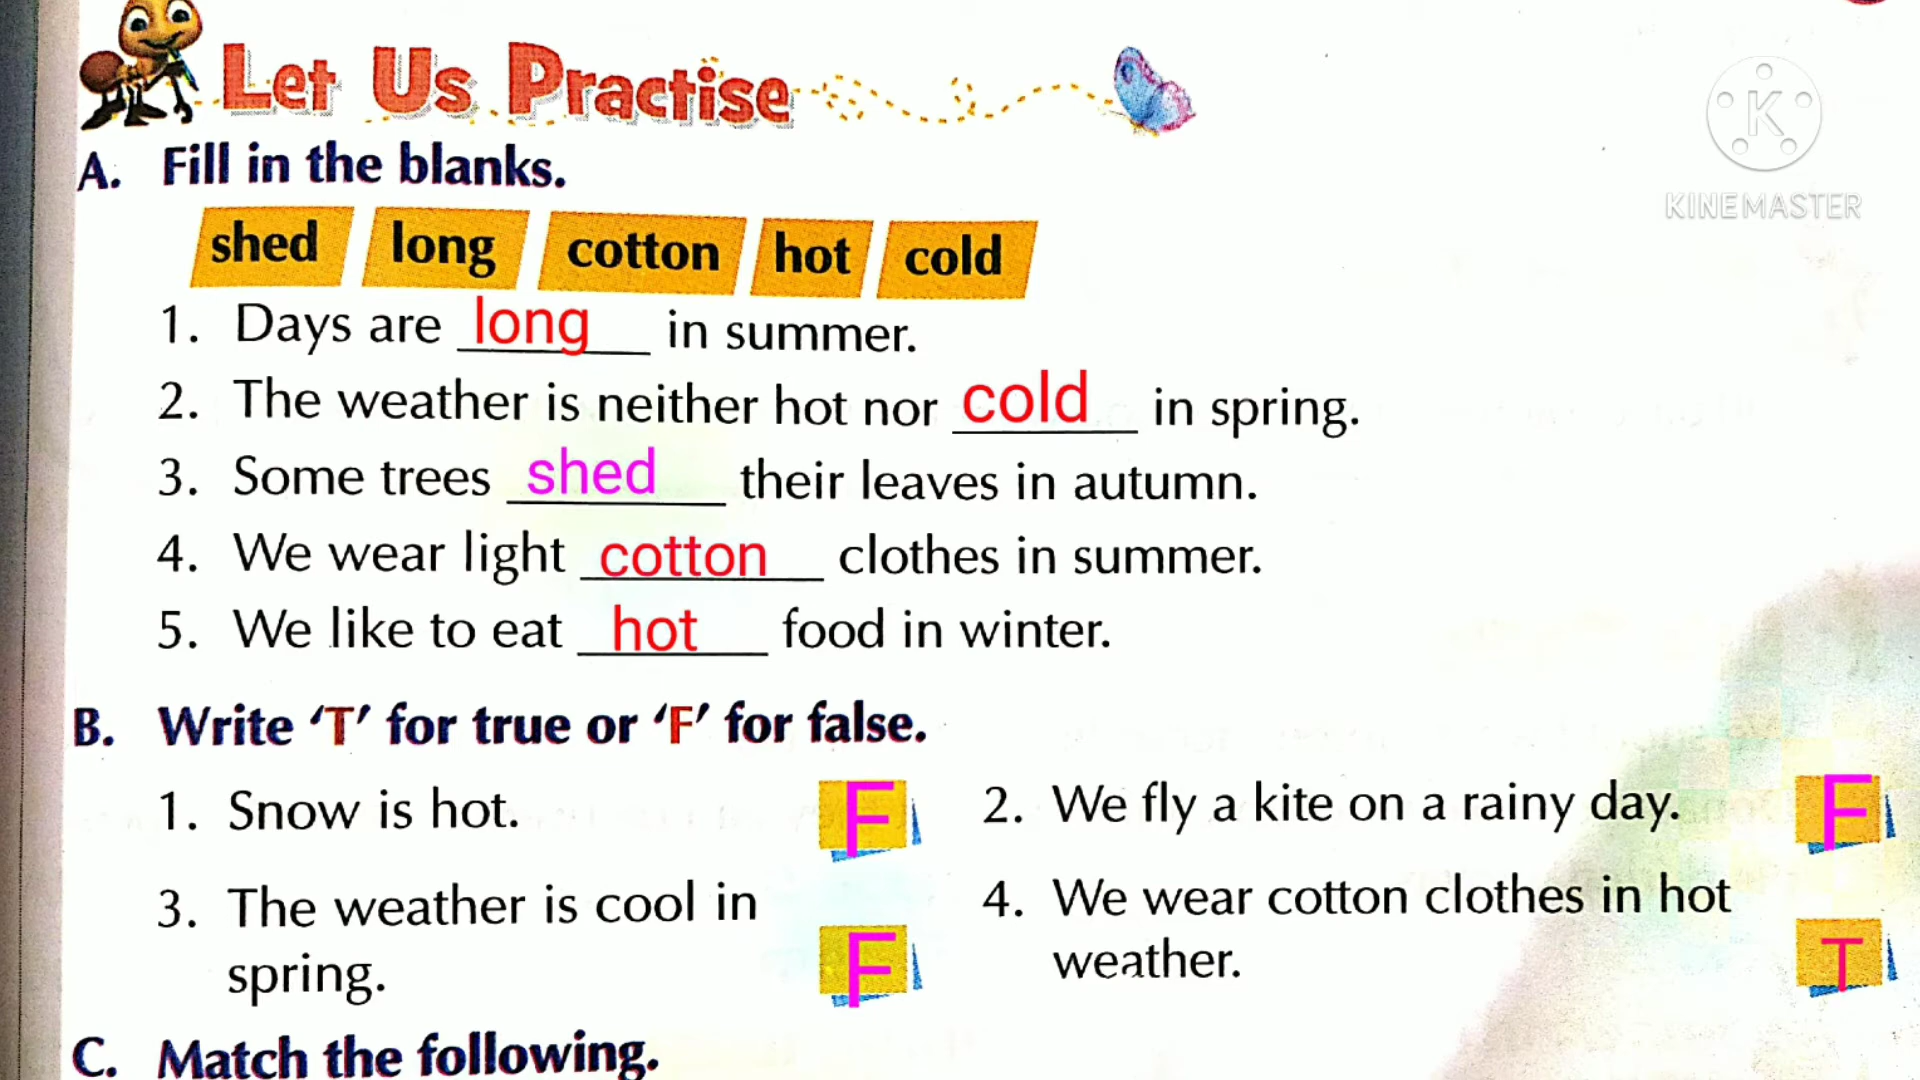 Let Us Practise
KINEMASTER
A. Fill in the blanks.
shed long cotton hot cold
1. Days are long in summer.
2. The weather is neither hot nor cold in spring.
3. Some trees shed their leaves in autumn.
4. We wear light cotton clothes in summer.
5. We like to eat hot food in winter.
B. Write ‘T’ for true or ‘F’ for false.
1. Snow is hot. F
2. We fly a kite on a rainy day. F
3. The weather is cool in
spring. F
4. We wear cotton clothes in hot
weather. T
C. Match the following.